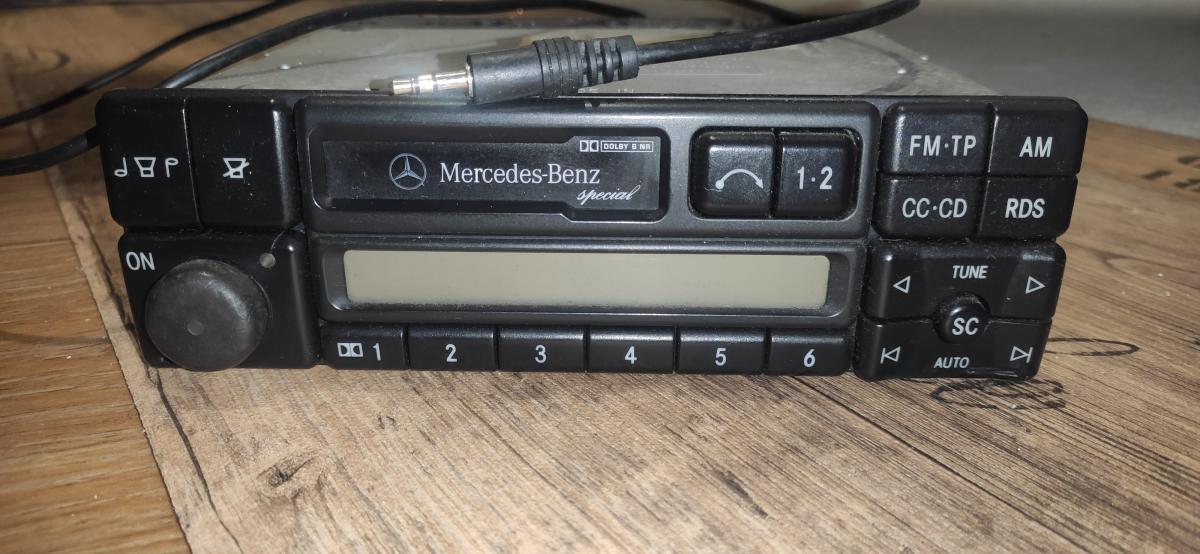 DOLBY B NR
Mercedes-Benz
special
1·2
FM·TP
AM
CC·CD
RDS
ON
TUNE
SC
AUTO
1
2
3
4
5
6